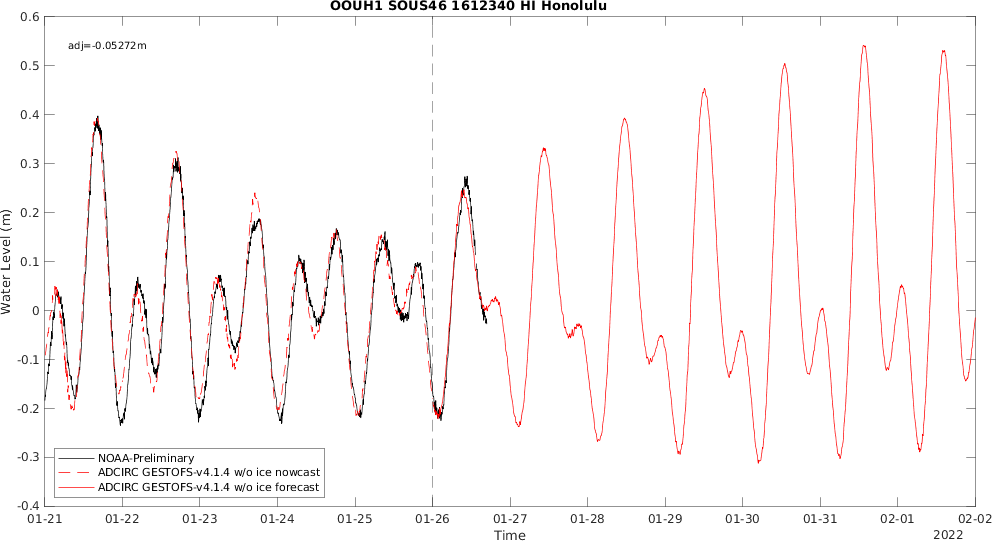 OOUH1 SOUS46 1612340 HI Honolulu
adj=-0.05272m
Water Level (m)
0.6
0.5
0.4
0.3
0.2
0.1
0
-0.1
-0.2
-0.3
-0.4
NOAA-Preliminary
ADCIRC GESTOFS-v4.1.4 w/o ice nowcast
ADCIRC GESTOFS-v4.1.4 w/o ice forecast
01-21 01-22 01-23 01-24 01-25 01-26 01-27 01-28 01-29 01-30 01-31 02-01 02-02
Time
2022